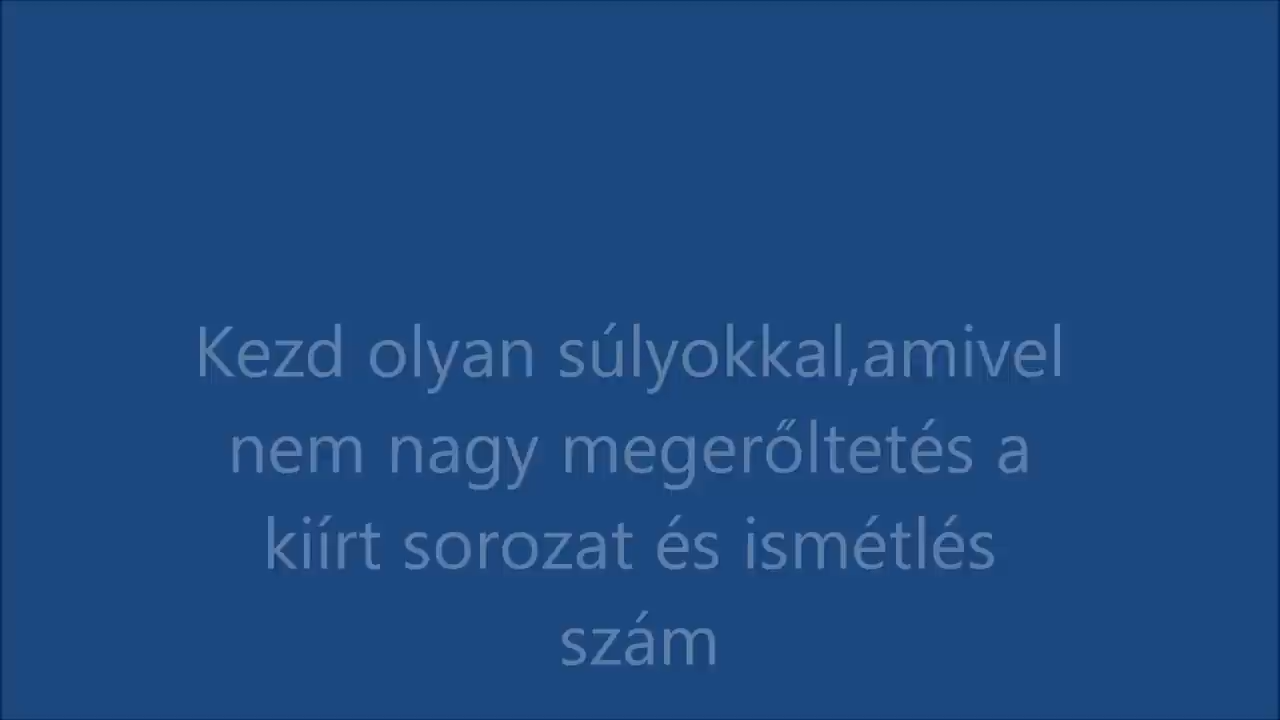 Kezd olyan súlyokkal,amivel
nem nagy megerőltetés a
kiírt sorozat és ismétlés
szám